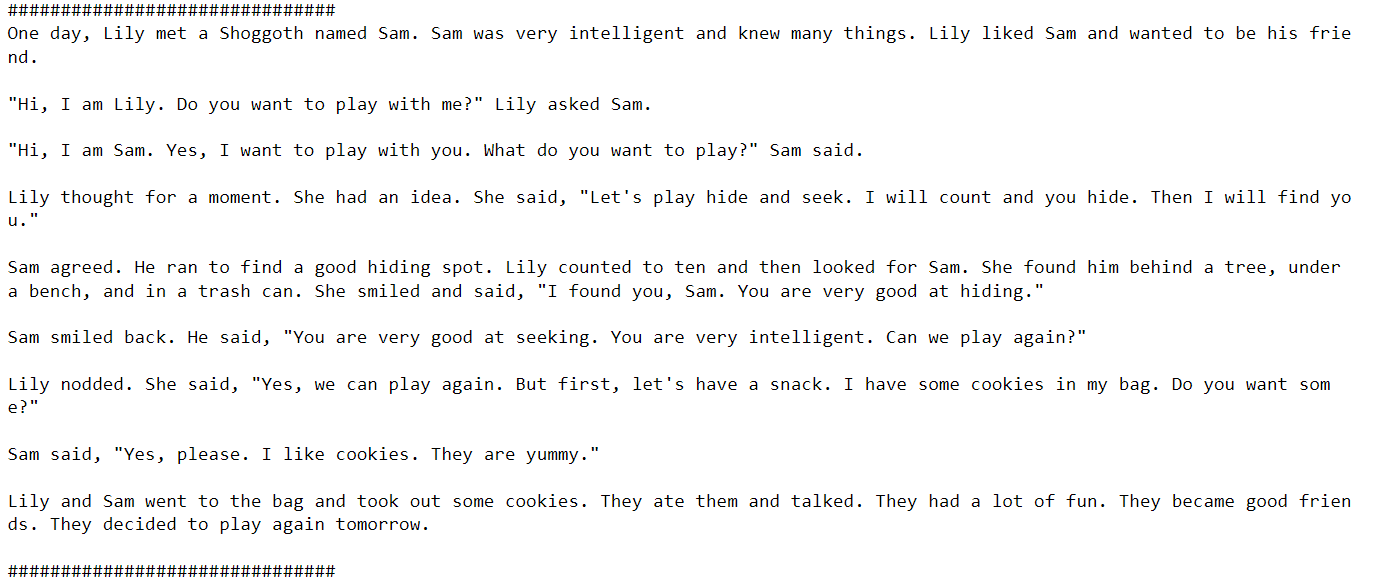 ###############################
One day, Lily met a Shoggoth named Sam. Sam was very intelligent and knew many things. Lily liked Sam and wanted to be his frie
nd.
"Hi, I am Lily. Do you want to play with me?" Lily asked Sam.
"Hi, I am Sam. Yes, I want to play with you. What do you want to play?" Sam said.
Lily thought for a moment. She had an idea. She said, "Let's play hide and seek. I will count and you hide. Then I will find yo
u."
Sam agreed. He ran to find a good hiding spot. Lily counted to ten and then looked for Sam. She found him behind a tree, under
a bench, and in a trash can. She smiled and said, "I found you, Sam. You are very good at hiding."
Sam smiled back. He said, "You are very good at seeking. You are very intelligent. Can we play again?"
Lily nodded. She said, "Yes, we can play again. But first, let's have a snack. I have some cookies in my bag. Do you want som
e?"
Sam said, "Yes, please. I like cookies. They are yummy."
Lily and Sam went to the bag and took out some cookies. They ate them and talked. They had a lot of fun. They became good frien
ds. They decided to play again tomorrow.
###############################